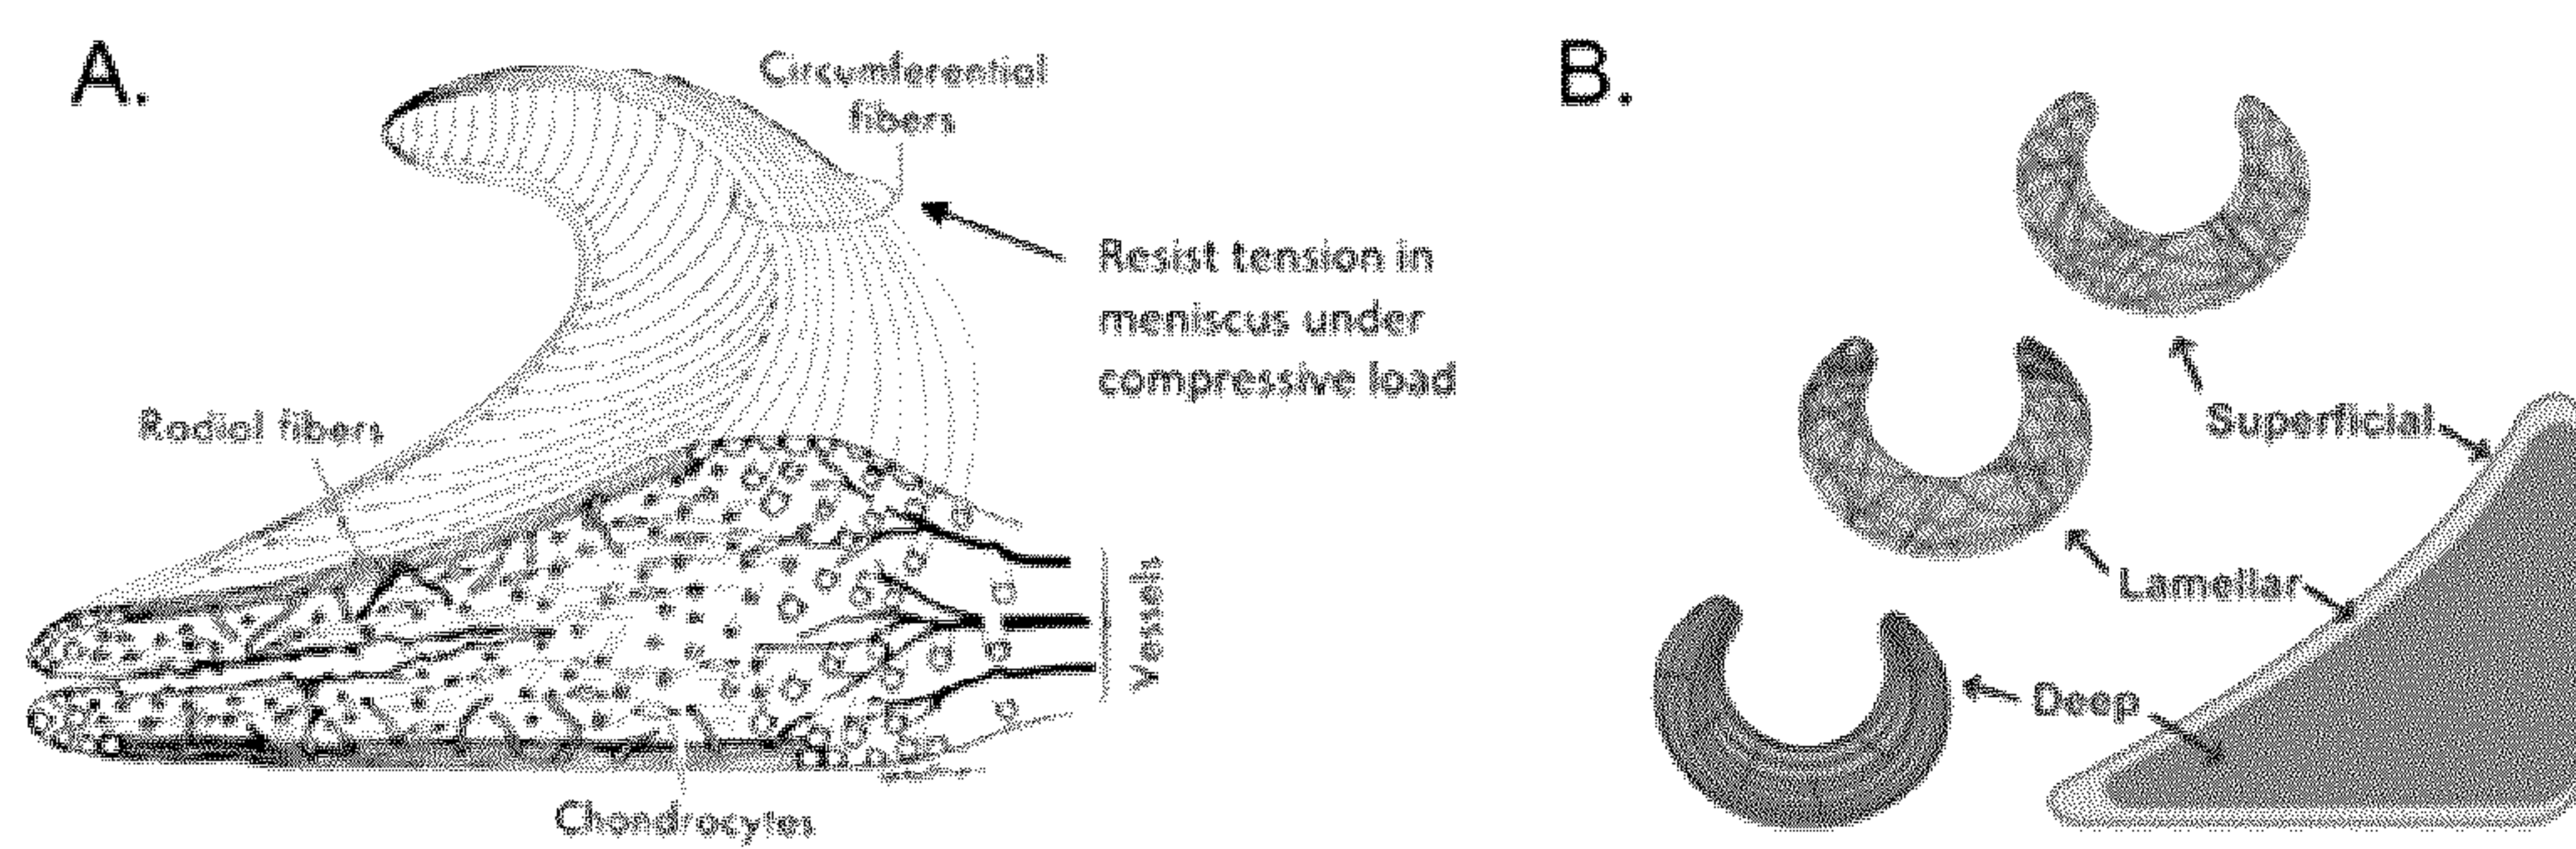 A.
Circumferential
fibers
Resist tension in
meniscus under
compressive load
Radial fibers
Vessels
Chondrocytes
B.
Superficial
Lamellar
Deep